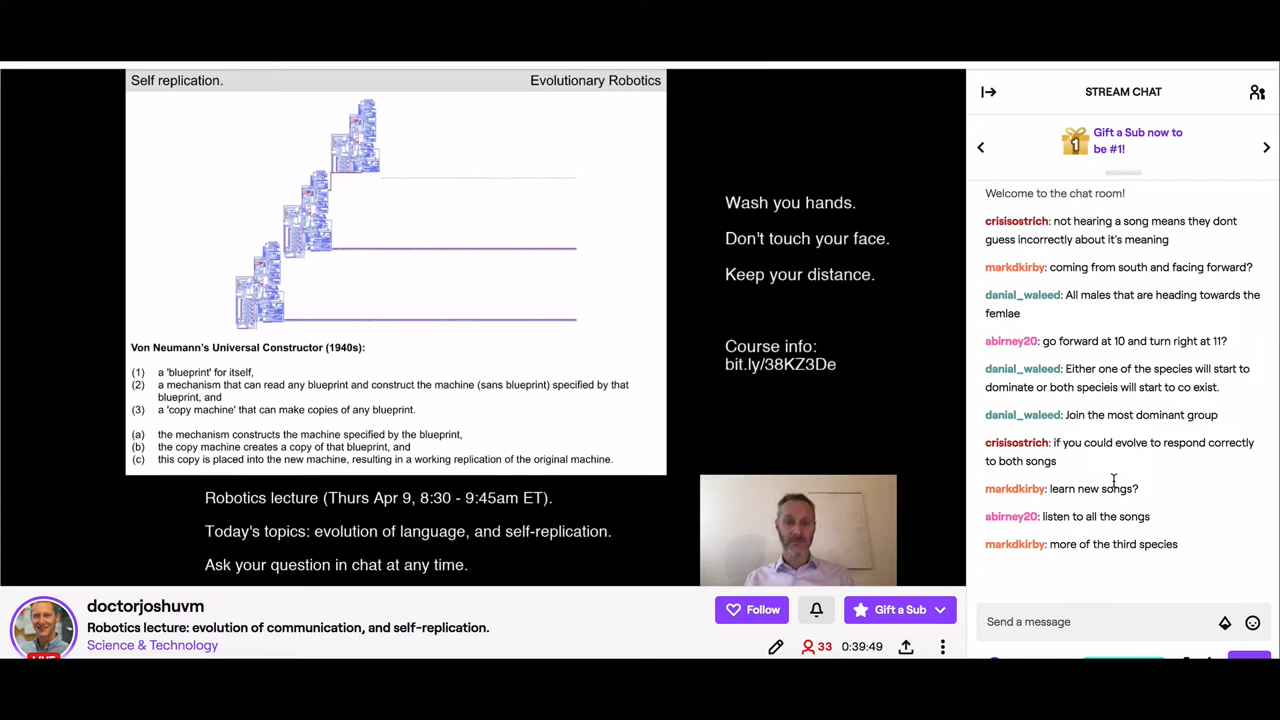 Self replication.
Evolutionary Robotics
Von Neumann's Universal Constructor (1940s):
(1) a 'blueprint' for itself,
(2) a mechanism that can read any blueprint and construct the machine (sans blueprint) specified by that
blueprint, and
(3) a 'copy machine' that can make copies of any blueprint.
(a) the mechanism constructs the machine specified by the blueprint,
(b) the copy machine creates a copy of that blueprint, and
(c) this copy is placed into the new machine, resulting in a working replication of the original machine.
Wash you hands.
Don't touch your face.
Keep your distance.
Course info:
bit.ly/38KZ3De
Robotics lecture (Thurs Apr 9, 8:30 - 9:45am ET).
Today's topics: evolution of language, and self-replication.
Ask your question in chat at any time.
doctorjoshuvm
Robotics lecture: evolution of communication, and self-replication.
Science & Technology
LIVE
Follow
Gift a Sub
33
0:39:49
STREAM CHAT
1
Gift a Sub now to
be #1!
Welcome to the chat room!
crisisostrich: not hearing a song means they dont
guess incorrectly about it's meaning
markdkirby: coming from south and facing forward?
danial_waleed: All males that are heading towards the
femlae
abirney20: go forward at 10 and turn right at 11?
danial_waleed: Either one of the species will start to
dominate or both specieis will start to co exist.
danial_waleed: Join the most dominant group
crisisostrich: if you could evolve to respond correctly
to both songs
markdkirby: learn new songs?
abirney20: listen to all the songs
markdkirby: more of the third species
Send a message